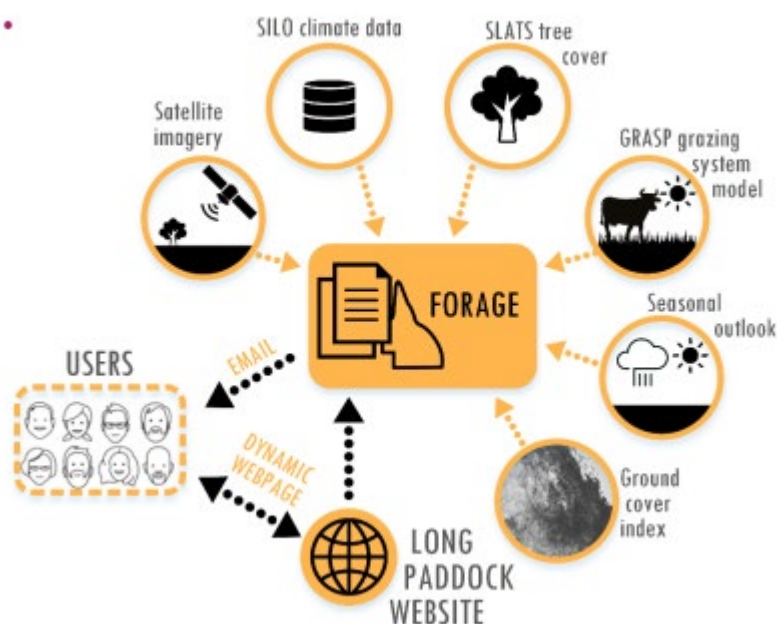 SILO climate data
SLATS tree
cover
Satellite
imagery
GRASP grazing
system
model
FORAGE
Seasonal
outlook
USERS
EMAIL
DYNAMIC
WEBPAGE
Ground
cover
index
LONG
PADDOCK
WEBSITE